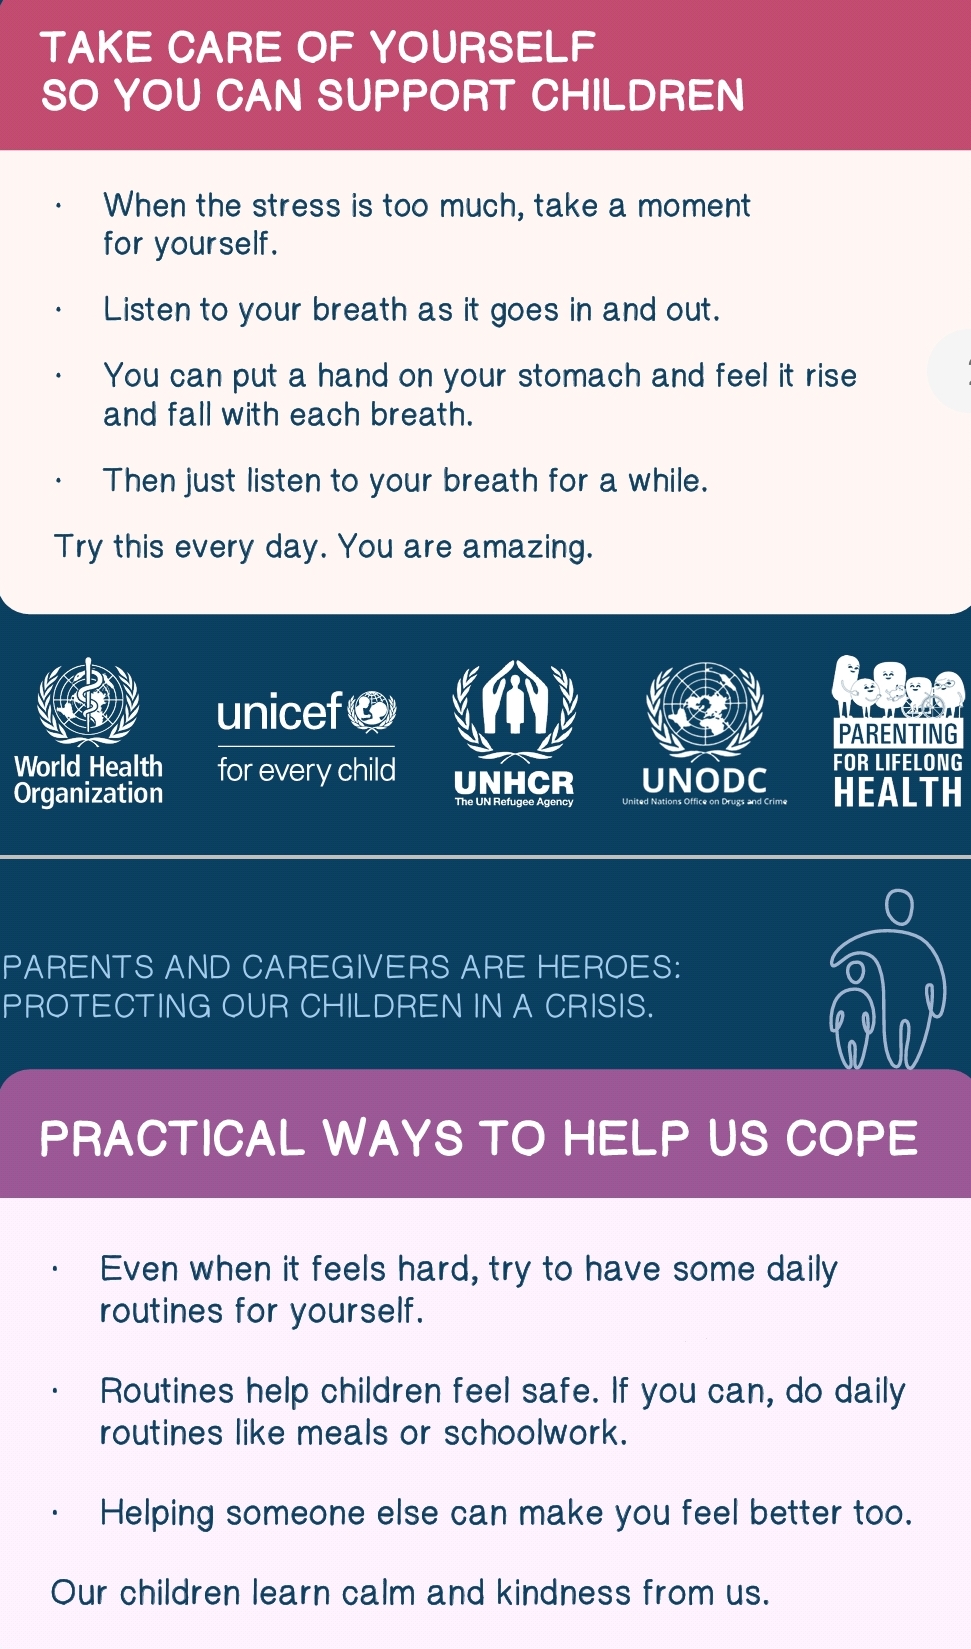 TAKE CARE OF YOURSELF
SO YOU CAN SUPPORT CHILDREN
· When the stress is too much, take a moment
for yourself.
· Listen to your breath as it goes in and out.
· You can put a hand on your stomach and feel it rise
and fall with each breath.
· Then just listen to your breath for a while.
Try this every day. You are amazing.
World Health
Organization
unicef
for every child
UNHCR
The UN Refugee Agency
UNODC
United Nations Office on Drugs and Crime
PARENTING
FOR LIFELONG
HEALTH
PARENTS AND CAREGIVERS ARE HEROES:
PROTECTING OUR CHILDREN IN A CRISIS.
PRACTICAL WAYS TO HELP US COPE
· Even when it feels hard, try to have some daily
routines for yourself.
· Routines help children feel safe. If you can, do daily
routines like meals or schoolwork.
· Helping someone else can make you feel better too.
Our children learn calm and kindness from us.